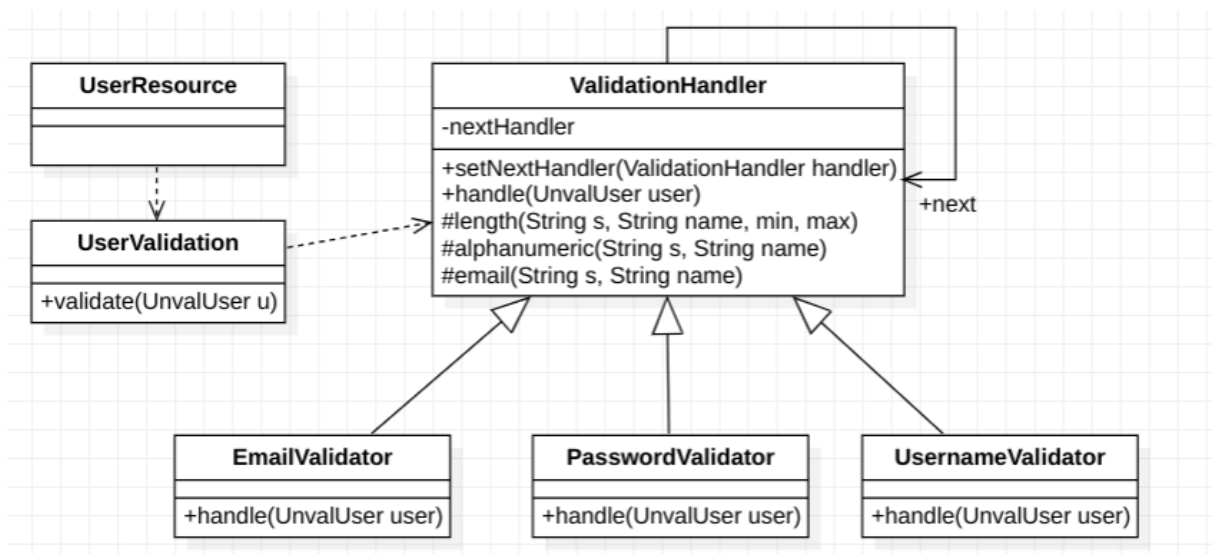 UserResource
ValidationHandler
-nextHandler
+setNextHandler(ValidationHandler handler)
+handle(UnvalUser user)
#length(String s, String name, min, max)
#alphanumeric(String s, String name)
#email(String s, String name)
+next
UserValidation
+validate(UnvalUser u)
EmailValidator
+handle(UnvalUser user)
PasswordValidator
+handle(UnvalUser user)
UsernameValidator
+handle(UnvalUser user)